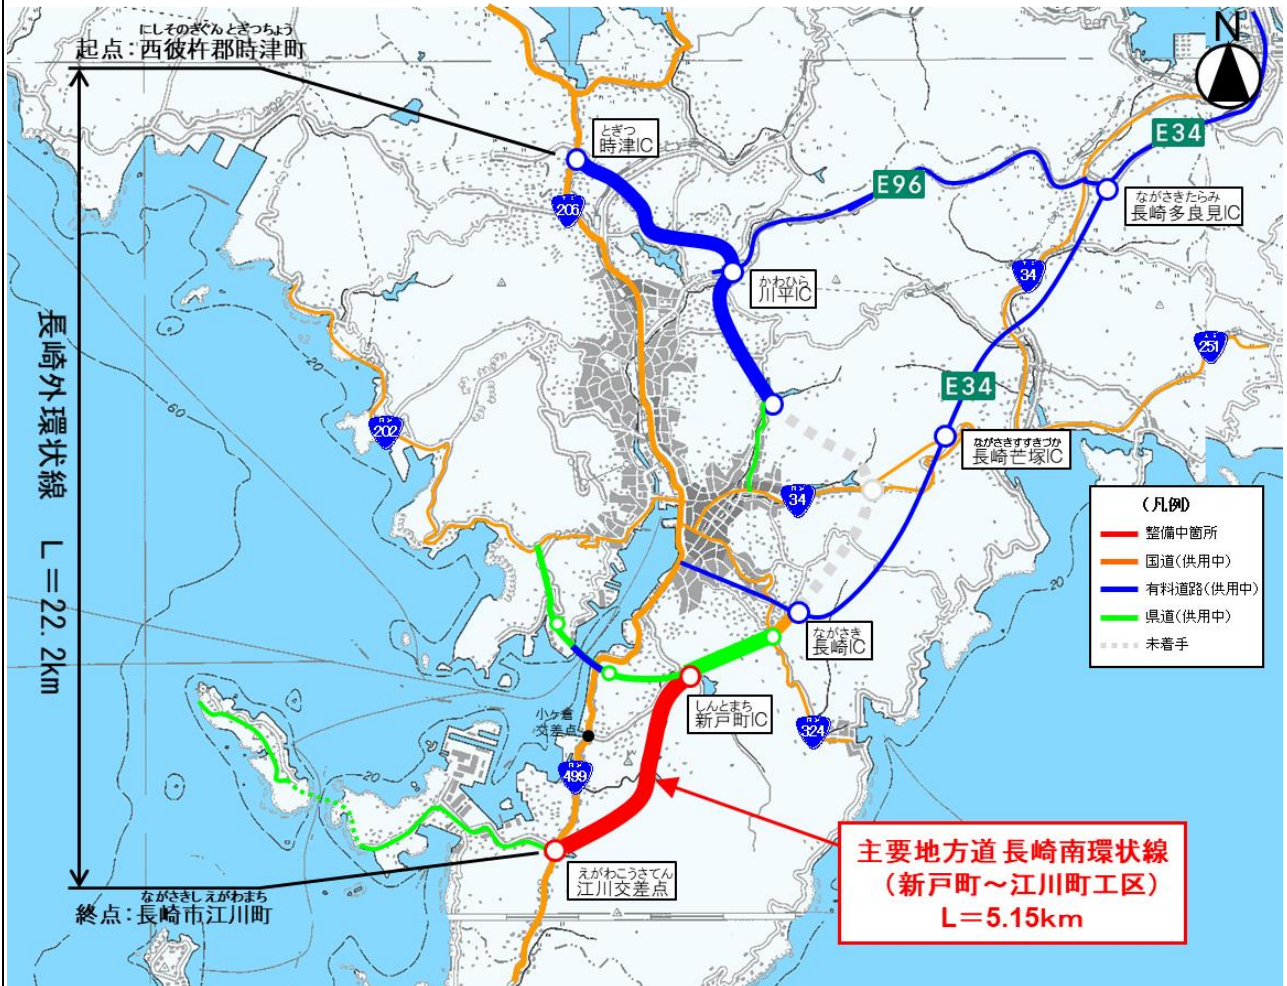 にしそのぎぐんとぎつちょう
起点：西彼杵郡時津町
N
とぎつ
時津IC
E34
E96
206
ながさきたらみ
長崎多良見IC
かわひら
川平IC
34
251
長崎外環状線 L＝22.2km
E34
202
ながさきすすきづか
長崎芒塚IC
34
(凡例)
整備中箇所
国道(供用中)
有料道路(供用中)
県道(供用中)
未着手
ながさき
長崎IC
しんとまち
新戸町IC
小ヶ倉
交差点
324
499
えがわこうさてん
江川交差点
主要地方道 長崎南環状線
（新戸町～江川町工区）
L＝5.15km
ながさきしえがわまち
終点：長崎市江川町
20
60
20
20